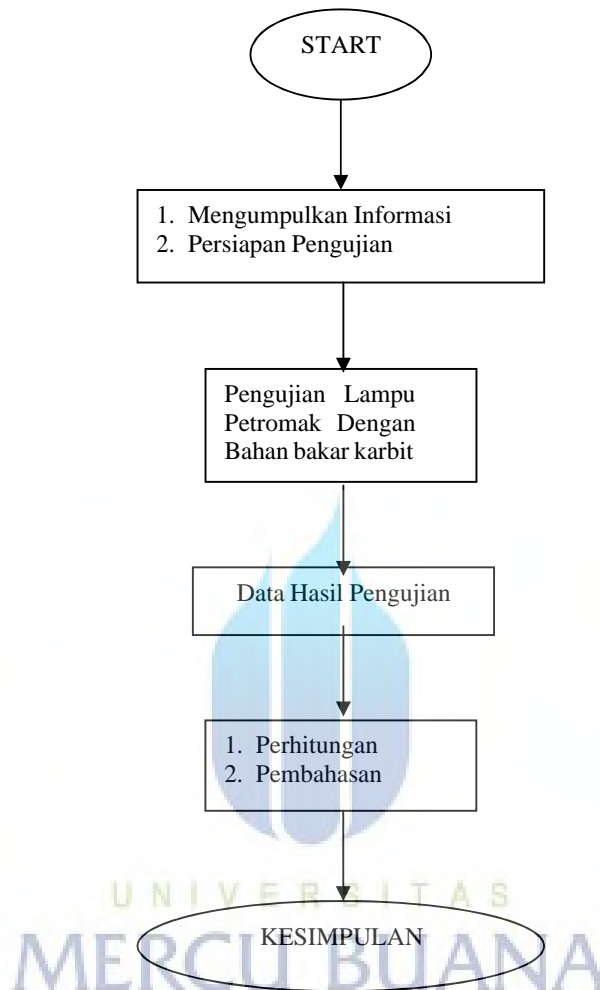 START
1. Mengumpulkan Informasi
2. Persiapan Pengujian
Pengujian Lampu
Petromak Dengan
Bahan bakar karbit
Data Hasil Pengujian
1. Perhitungan
2. Pembahasan
UNIVERSITAS
KESIMPULAN
MERCU BUANA